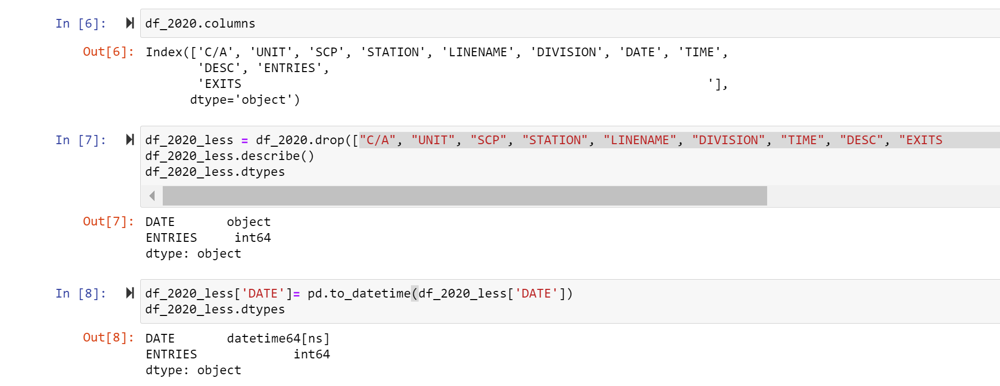 In [6]: df_2020.columns
Out[6]: Index(['C/A', 'UNIT', 'SCP', 'STATION', 'LINENAME', 'DIVISION', 'DATE', 'TIME',
       'DESC', 'ENTRIES',
       'EXITS                                                               '],
      dtype='object')
In [7]: df_2020_less = df_2020.drop(["C/A", "UNIT", "SCP", "STATION", "LINENAME", "DIVISION", "TIME", "DESC", "EXITS
df_2020_less.describe()
df_2020_less.dtypes
Out[7]: DATE       object
ENTRIES     int64
dtype: object
In [8]: df_2020_less['DATE']= pd.to_datetime(df_2020_less['DATE'])
df_2020_less.dtypes
Out[8]: DATE       datetime64[ns]
ENTRIES             int64
dtype: object